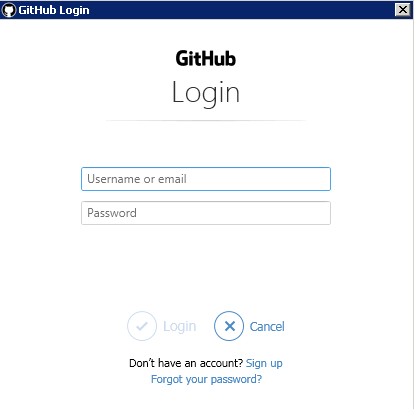 GitHub Login
GitHub
Login
Username or email
Password
Login Cancel
Don't have an account? Sign up
Forgot your password?